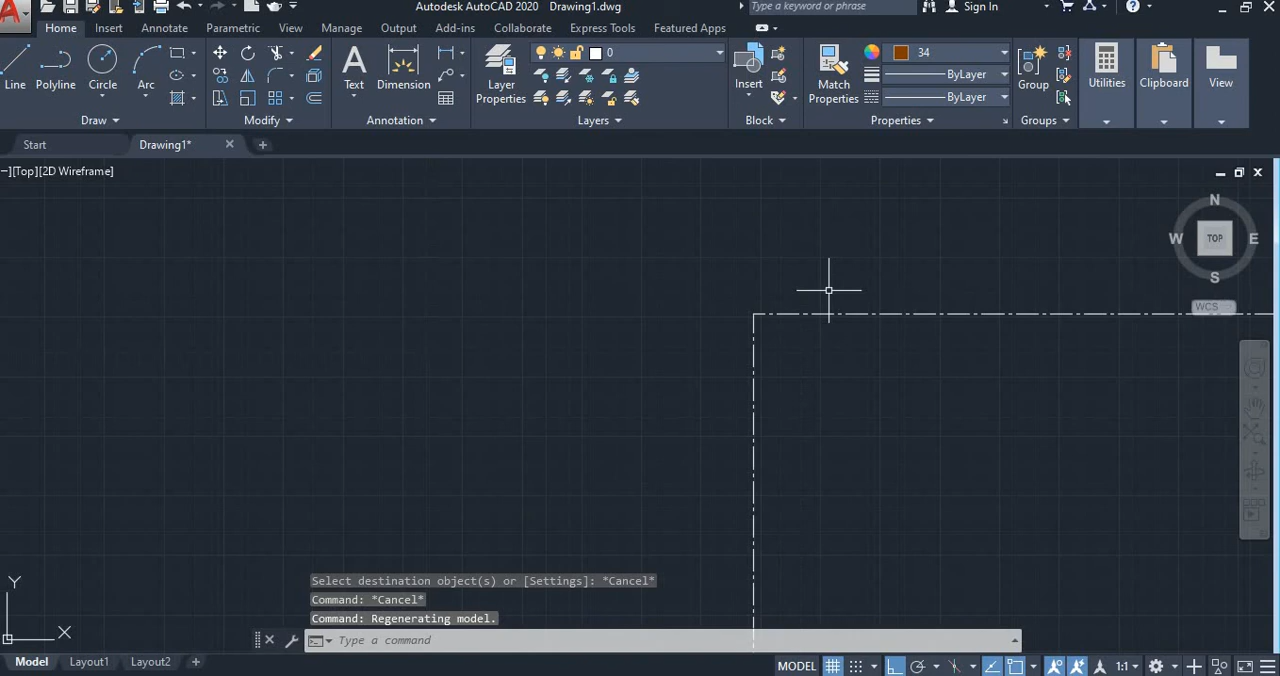 Autodesk AutoCAD 2020 Drawing1.dwg
Type a keyword or phrase
Sign In
Home Insert Annotate Parametric View Manage Output Add-ins Collaborate Express Tools Featured Apps
Line Polyline Circle Arc
Text Dimension
Layer
Properties
0
Insert
Match
Properties
34
ByLayer
ByLayer
Group
Utilities Clipboard View
Draw Modify Annotation Layers Block Properties Groups
Start Drawing1*
−][Top][2D Wireframe]
N
W TOP E
S
WCS
Select destination object(s) or [Settings]: *Cancel*
Command: *Cancel*
Command: Regenerating model.
Type a command
Y
X
Model Layout1 Layout2
MODEL
1:1